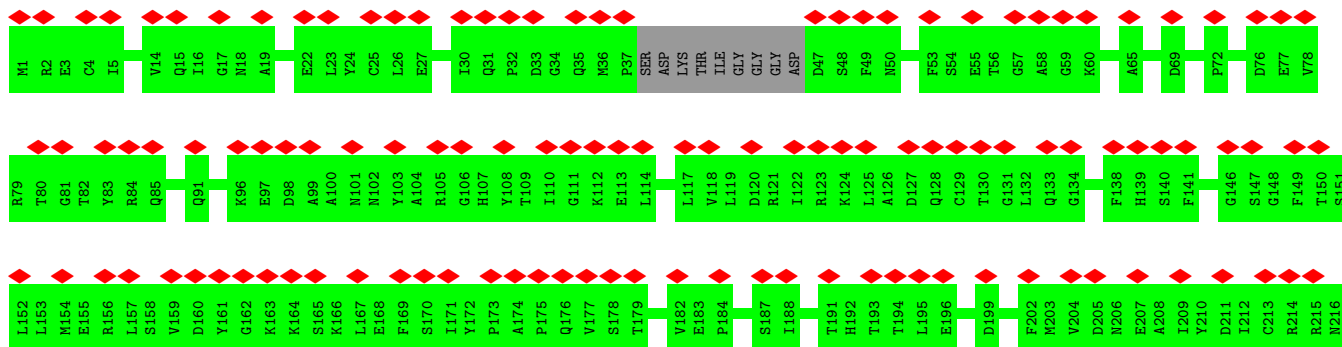 M1 R2 E3 C4 I5 V14 Q15 I16 G17 N18 A19 E22 L23 Y24 C25 L26 E27 I30 Q31 P32 D33 G34 Q35 M36 P37 SER ASP LYS THR ILE GLY GLY GLY ASP D47 S48 F49 N50 F53 S54 E55 T56 G57 A58 G59 K60 A65 D69 P72 D76 E77 V78
R79 T80 G81 T82 Y83 R84 Q85 Q91 K96 E97 D98 A99 A100 N101 N102 Y103 A104 R105 G106 H107 Y108 T109 I110 G111 K112 E113 L114 L117 V118 L119 D120 R121 I122 R123 K124 L125 A126 D127 Q128 C129 T130 G131 L132 Q133 G134 F138 H139 S140 F141 G146 S147 G148 F149 T150 S151
L152 L153 M154 E155 R156 L157 S158 V159 D160 Y161 G162 K163 K164 S165 K166 L167 E168 F169 S170 I171 Y172 P173 A174 P175 Q176 V177 S178 T179 V182 E183 P184 S187 I188 T191 H192 T193 T194 L195 E196 D199 F202 M203 V204 D205 N206 E207 A208 I209 Y210 D211 I212 C213 R214 R215 N216